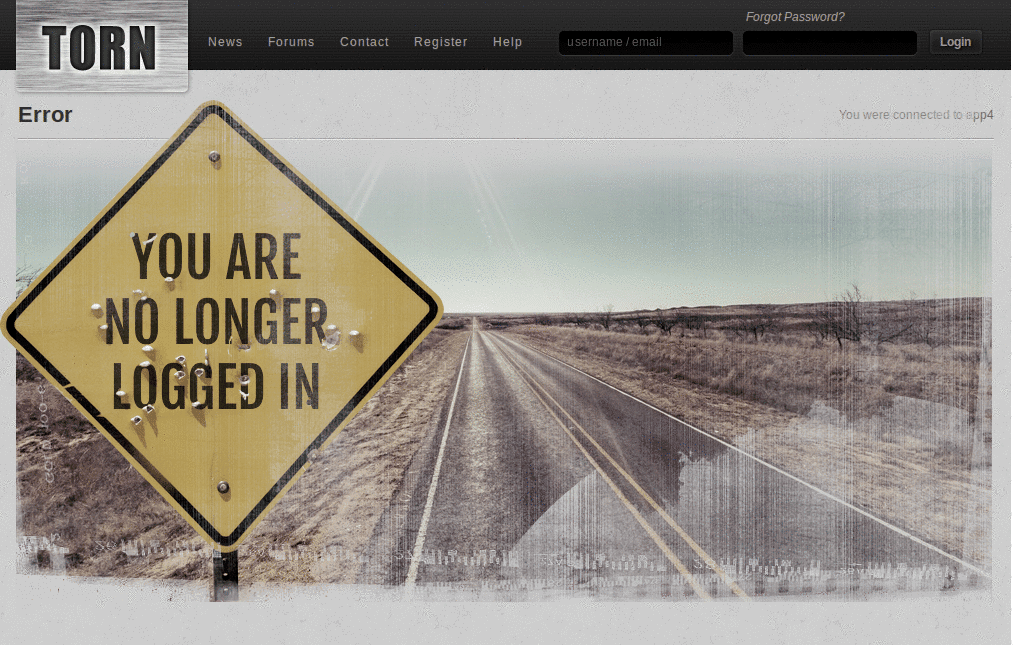 TORN
News Forums Contact Register Help
Forgot Password?
username / email
Login
Error
You were connected to app4
YOU ARE
NO LONGER
LOGGED IN